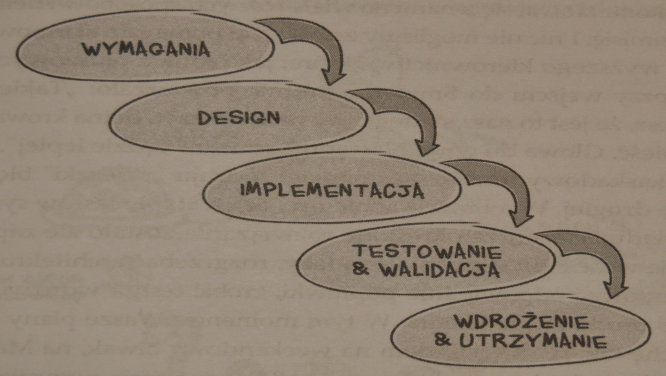 WYMAGANIA
DESIGN
IMPLEMENTACJA
TESTOWANIE
& WALIDACJA
WDROŻENIE
& UTRZYMANIE